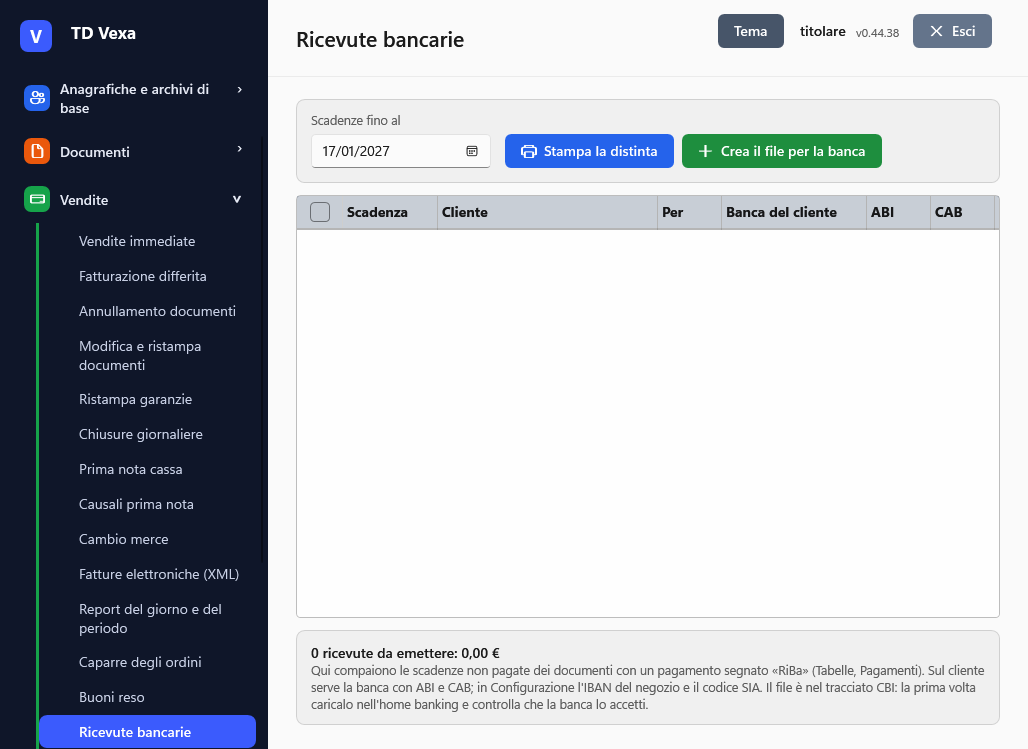 V
TD Vexa
Anagrafiche e archivi di
base
Documenti
Vendite
Vendite immediate
Fatturazione differita
Annullamento documenti
Modifica e ristampa
documenti
Ristampa garanzie
Chiusure giornaliere
Prima nota cassa
Causali prima nota
Cambio merce
Fatture elettroniche (XML)
Report del giorno e del
periodo
Caparre degli ordini
Buoni reso
Ricevute bancarie
Ricevute bancarie
Tema
titolare
v0.44.38
Esci
Scadenze fino al
17/01/2027
Stampa la distinta
Crea il file per la banca
Scadenza
Cliente
Per
Banca del cliente
ABI
CAB
0 ricevute da emettere: 0,00 €
Qui compaiono le scadenze non pagate dei documenti con un pagamento segnato «RiBa» (Tabelle, Pagamenti). Sul cliente
serve la banca con ABI e CAB; in Configurazione l'IBAN del negozio e il codice SIA. Il file è nel tracciato CBI: la prima volta
caricalo nell'home banking e controlla che la banca lo accetti.